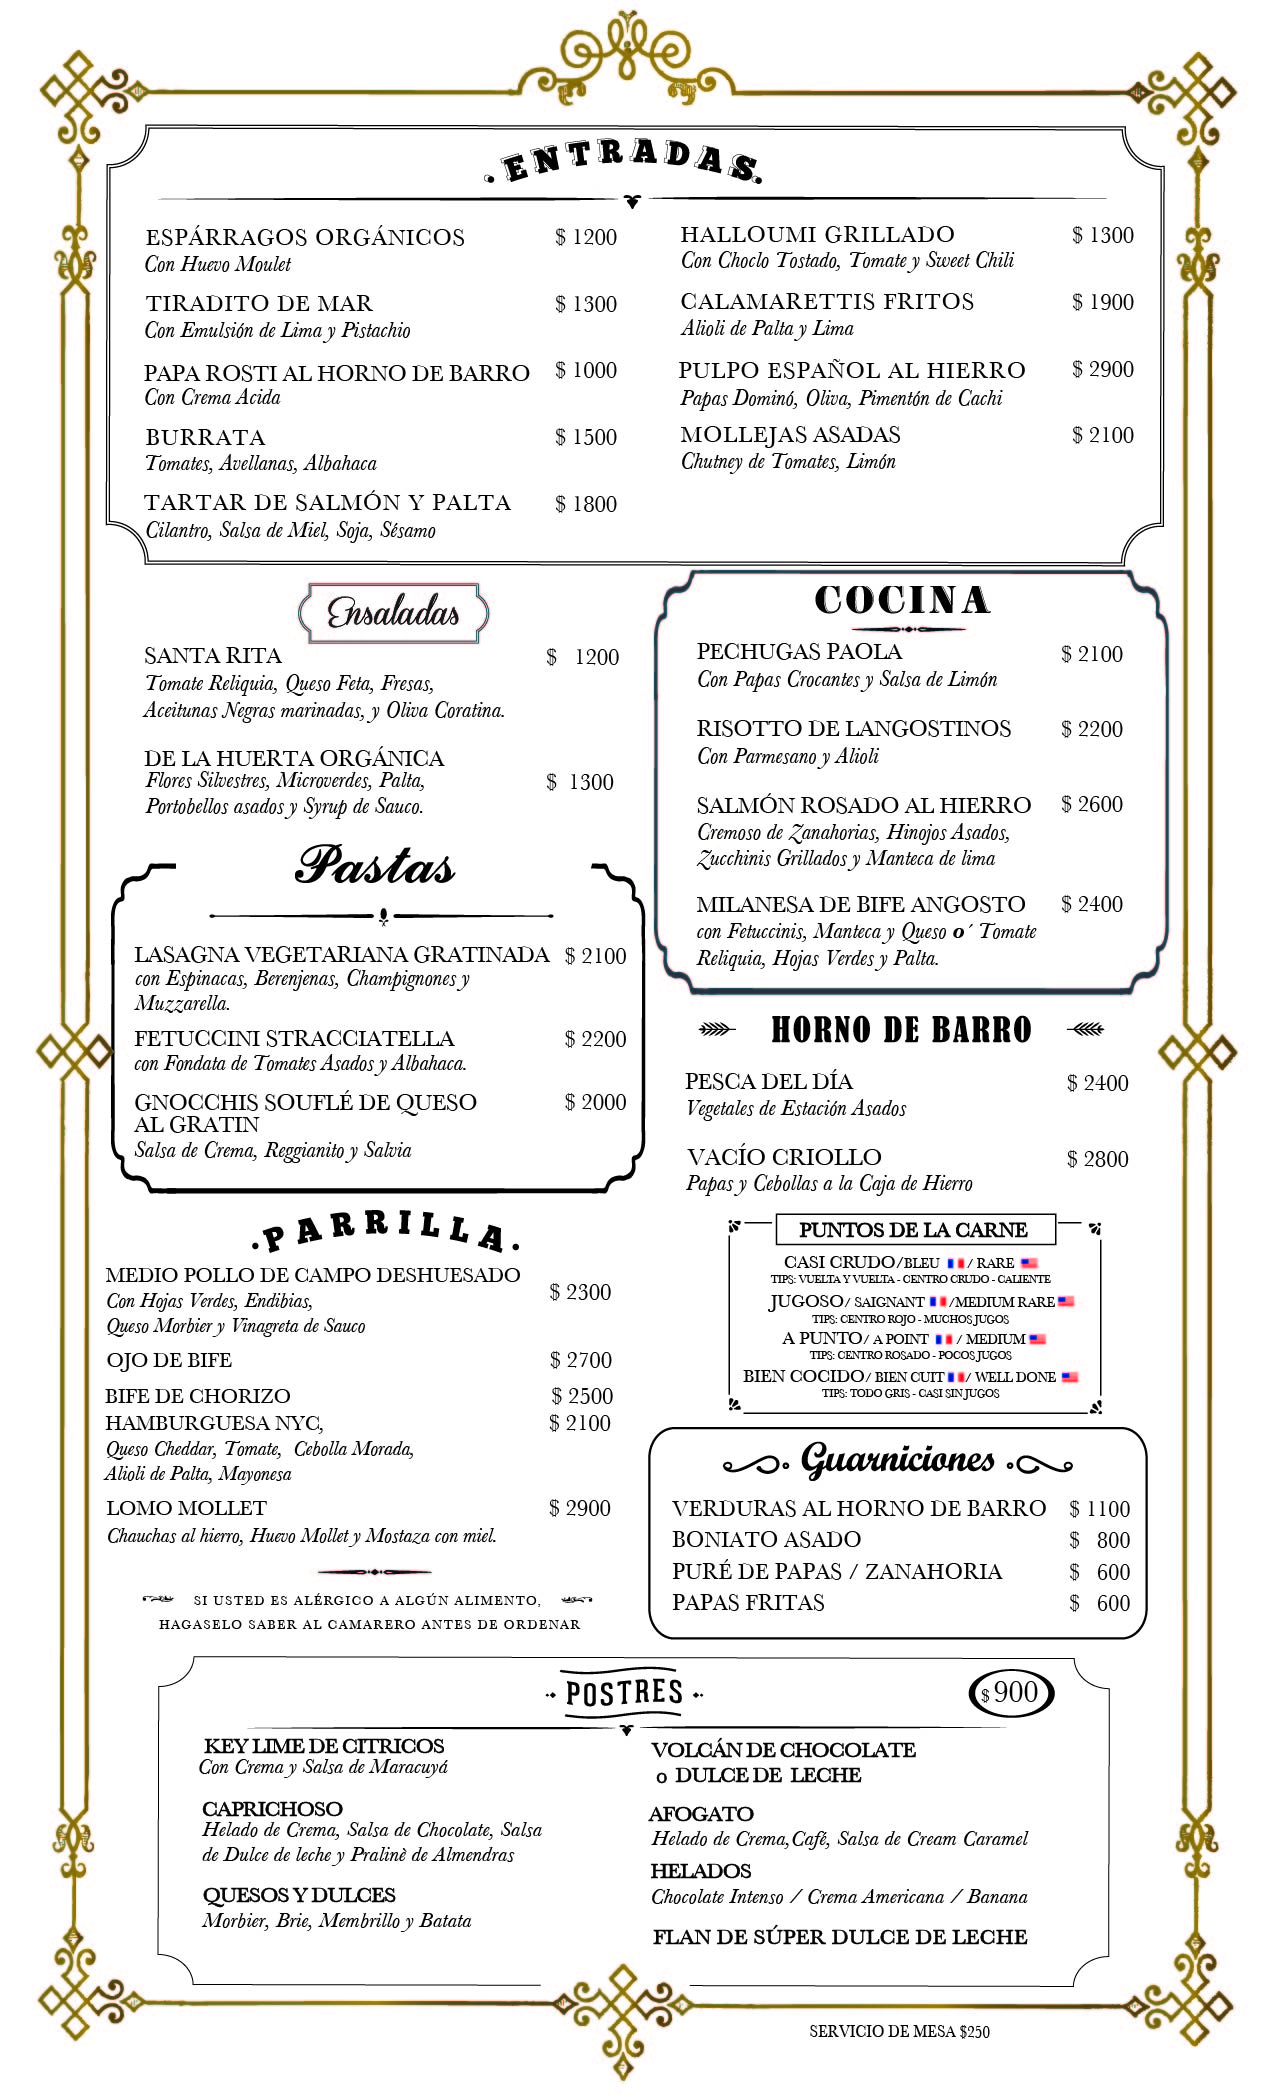 ENTRADAS
ESPÁRRAGOS ORGÁNICOS $ 1200
Con Huevo Moulet
TIRADITO DE MAR $ 1300
Con Emulsión de Lima y Pistachio
PAPA ROSTI AL HORNO DE BARRO $ 1000
Con Crema Acida
BURRATA $ 1500
Tomates, Avellanas, Albahaca
TARTAR DE SALMÓN Y PALTA $ 1800
Cilantro, Salsa de Miel, Soja, Sésamo
HALLOUMI GRILLADO $ 1300
Con Choclo Tostado, Tomate y Sweet Chili
CALAMARETTIS FRITOS $ 1900
Alioli de Palta y Lima
PULPO ESPAÑOL AL HIERRO $ 2900
Papas Dominó, Oliva, Pimentón de Cachi
MOLLEJAS ASADAS $ 2100
Chutney de Tomates, Limón
Ensaladas
SANTA RITA $ 1200
Tomate Reliquia, Queso Feta, Fresas,
Aceitunas Negras marinadas, y Oliva Coratina.
DE LA HUERTA ORGÁNICA
Flores Silvestres, Microverdes, Palta, $ 1300
Portobellos asados y Syrup de Sauco.
Pastas
LASAGNA VEGETARIANA GRATINADA $ 2100
con Espinacas, Berenjenas, Champignones y
Muzzarella.
FETUCCINI STRACCIATELLA $ 2200
con Fondata de Tomates Asados y Albahaca.
GNOCCHIS SOUFLÉ DE QUESO $ 2000
AL GRATIN
Salsa de Crema, Reggianito y Salvia
PARRILLA
MEDIO POLLO DE CAMPO DESHUESADO
Con Hojas Verdes, Endibias, $ 2300
Queso Morbier y Vinagreta de Sauco
OJO DE BIFE $ 2700
BIFE DE CHORIZO $ 2500
HAMBURGUESA NYC, $ 2100
Queso Cheddar, Tomate, Cebolla Morada,
Alioli de Palta, Mayonesa
LOMO MOLLET $ 2900
Chauchas al hierro, Huevo Mollet y Mostaza con miel.
SI USTED ES ALÉRGICO A ALGÚN ALIMENTO,
HAGASELO SABER AL CAMARERO ANTES DE ORDENAR
COCINA
PECHUGAS PAOLA $ 2100
Con Papas Crocantes y Salsa de Limón
RISOTTO DE LANGOSTINOS $ 2200
Con Parmesano y Alioli
SALMÓN ROSADO AL HIERRO $ 2600
Cremoso de Zanahorias, Hinojos Asados,
Zucchinis Grillados y Manteca de lima
MILANESA DE BIFE ANGOSTO $ 2400
con Fetuccinis, Manteca y Queso o´ Tomate
Reliquia, Hojas Verdes y Palta.
HORNO DE BARRO
PESCA DEL DÍA $ 2400
Vegetales de Estación Asados
VACÍO CRIOLLO $ 2800
Papas y Cebollas a la Caja de Hierro
PUNTOS DE LA CARNE
CASI CRUDO/BLEU / RARE
TIPS: VUELTA Y VUELTA - CENTRO CRUDO - CALIENTE
JUGOSO/ SAIGNANT /MEDIUM RARE
TIPS: CENTRO ROJO - MUCHOS JUGOS
A PUNTO/ A POINT / MEDIUM
TIPS: CENTRO ROSADO - POCOS JUGOS
BIEN COCIDO/ BIEN CUIT / WELL DONE
TIPS: TODO GRIS - CASI SIN JUGOS
Guarniciones
VERDURAS AL HORNO DE BARRO $ 1100
BONIATO ASADO $ 800
PURÉ DE PAPAS / ZANAHORIA $ 600
PAPAS FRITAS $ 600
POSTRES $ 900
KEY LIME DE CITRICOS
Con Crema y Salsa de Maracuyá
CAPRICHOSO
Helado de Crema, Salsa de Chocolate, Salsa
de Dulce de leche y Pralinè de Almendras
QUESOS Y DULCES
Morbier, Brie, Membrillo y Batata
VOLCÁN DE CHOCOLATE
o DULCE DE LECHE
AFOGATO
Helado de Crema,Café, Salsa de Cream Caramel
HELADOS
Chocolate Intenso / Crema Americana / Banana
FLAN DE SÚPER DULCE DE LECHE
SERVICIO DE MESA $250